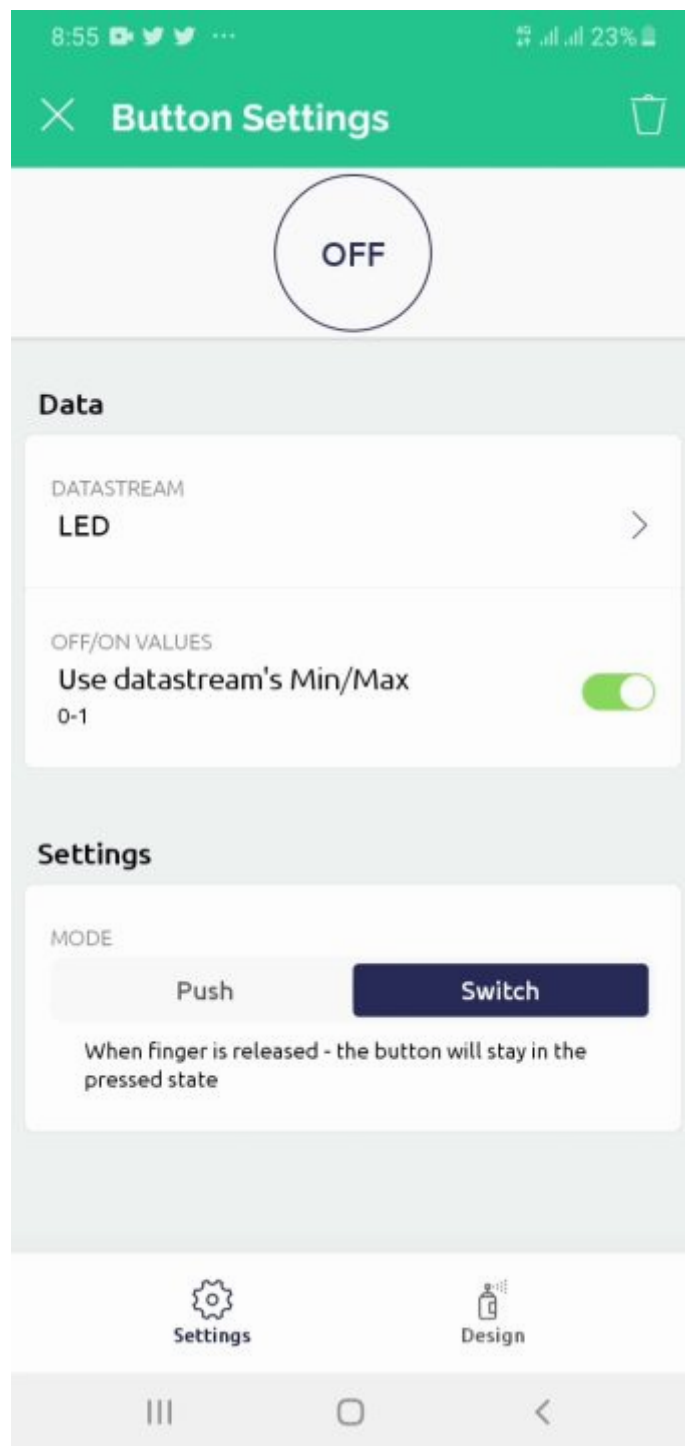 8:55
23%
Button Settings
OFF
Data
DATASTREAM
LED
OFF/ON VALUES
Use datastream's Min/Max
0-1
Settings
MODE
Push Switch
When finger is released - the button will stay in the
pressed state
Settings Design